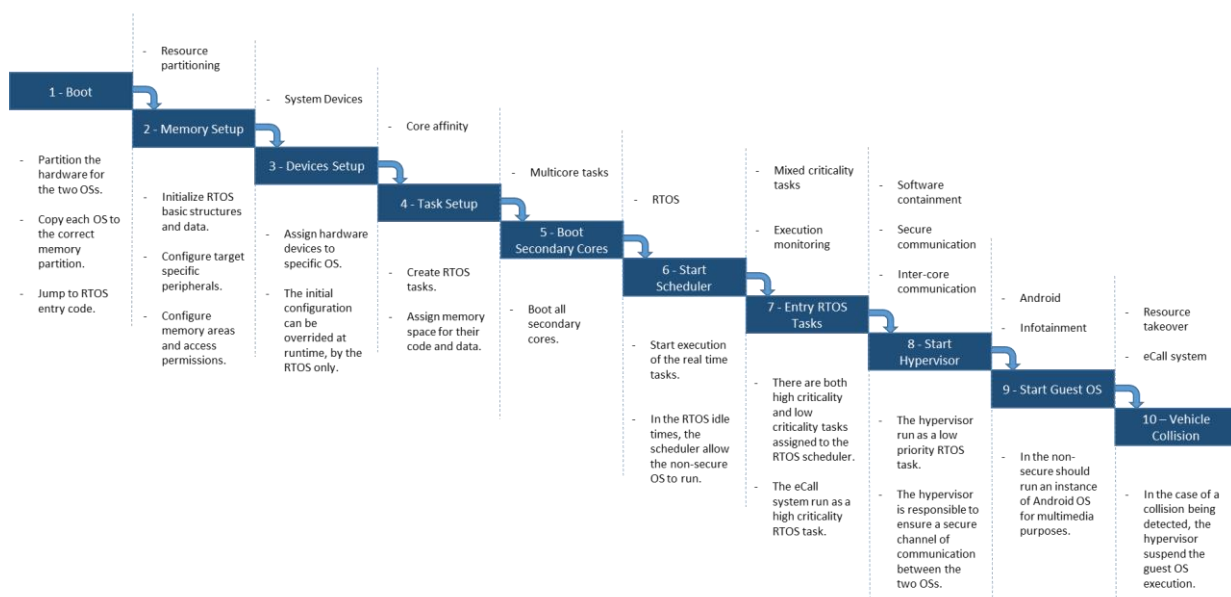 1 - Boot
- Partition the
hardware for
the two OSs.
- Copy each OS to
the correct
memory
partition.
- Jump to RTOS
entry code.
- Resource
partitioning
2 - Memory Setup
- Initialize RTOS
basic structures
and data.
- Configure target
specific
peripherals.
- Configure
memory areas
and access
permissions.
- System Devices
3 - Devices Setup
- Assign hardware
devices to
specific OS.
- The initial
configuration
can be
overrided at
runtime, by the
RTOS only.
- Core affinity
4 - Task Setup
- Create RTOS
tasks.
- Assign memory
space for their
code and data.
- Multicore tasks
5 - Boot
Secondary Cores
- Boot all
secondary
cores.
- RTOS
6 - Start
Scheduler
- Start execution
of the real time
tasks.
- In the RTOS idle
times, the
scheduler allow
the non-secure
OS to run.
- Mixed criticality
tasks
- Execution
monitoring
7 - Entry RTOS
Tasks
- There are both
high criticality
and low
criticality tasks
assigned to the
RTOS scheduler.
- The eCall
system run as a
high criticality
RTOS task.
- Software
containment
- Secure
communication
- Inter-core
communication
8 - Start
Hypervisor
- The hypervisor
run as a low
priority RTOS
task.
- The hypervisor
is responsible to
ensure a secure
channel of
communication
between the
two OSs.
- Android
- Infotainment
9 - Start Guest OS
- In the non-
secure should
run an instance
of Android OS
for multimedia
purposes.
- Resource
takeover
- eCall system
10 – Vehicle
Collision
- In the case of a
collision being
detected, the
hypervisor
suspend the
guest OS
execution.